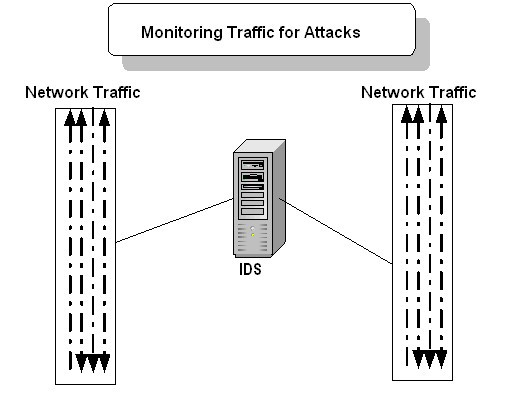 Monitoring Traffic for Attacks
Network Traffic
Network Traffic
IDS